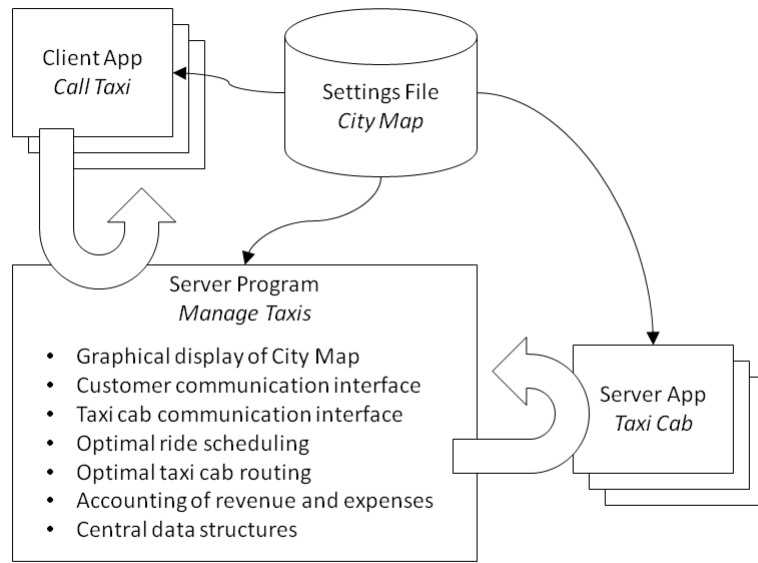 Client App
Call Taxi
Settings File
City Map
Server Program
Manage Taxis
• Graphical display of City Map
• Customer communication interface
• Taxi cab communication interface
• Optimal ride scheduling
• Optimal taxi cab routing
• Accounting of revenue and expenses
• Central data structures
Server App
Taxi Cab